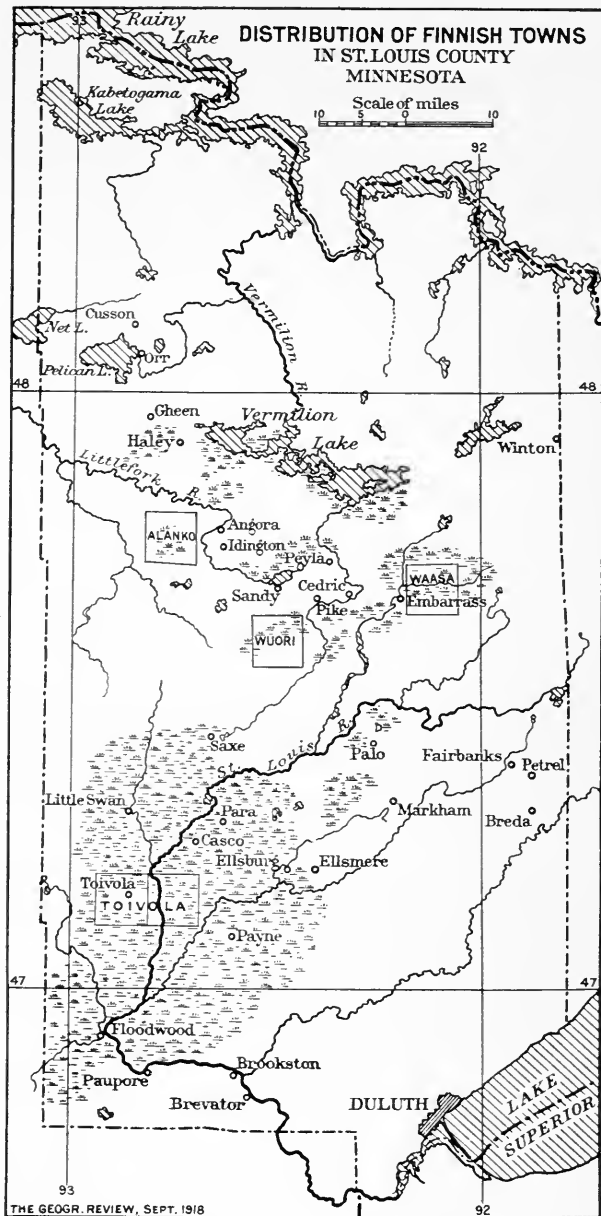 93
Rainy
Lake
DISTRIBUTION OF FINNISH TOWNS
IN ST. LOUIS COUNTY
MINNESOTA
Kabetogama
Lake
Scale of miles
10 5 0 10
92
Cusson
Net L.
Orr
Pelican L.
Vermilion R.
48
48
Gheen
Vermilion
Haley
Lake
Winton
Littlefork R.
Angora
ALANKO
Idington
Peyla
WAASA
Sandy
Cedric
Embarrass
Pike
WUORI
Saxe
St. Louis R.
Palo
Fairbanks
Petrel
Little Swan
Markham
Para
Breda
Casco
Ellsburg
Ellsmere
Toivola
R.
TOIVOLA
Payne
47
47
Floodwood
Paupore
Brookston
Brevator
DULUTH
LAKE
SUPERIOR
93
92
THE GEOGR. REVIEW, SEPT. 1918